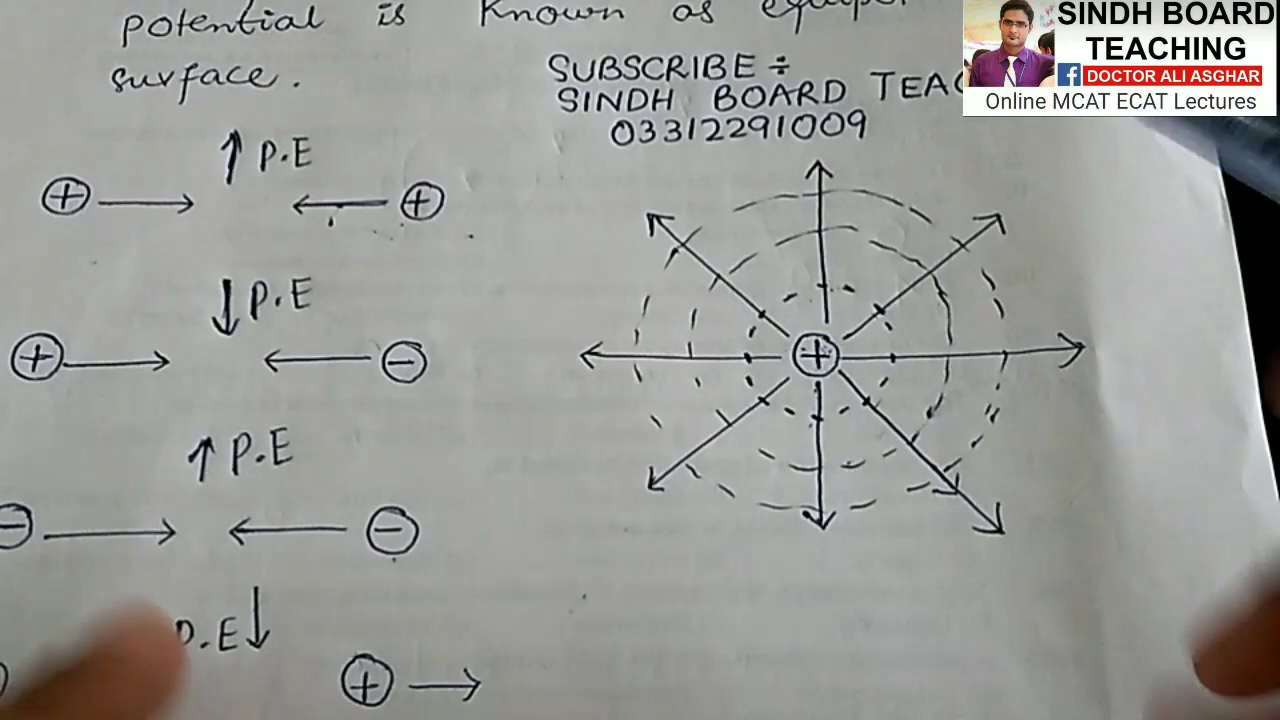 potential is known as equipot
surface.
SUBSCRIBE ÷
SINDH BOARD TEAC
03312291009
SINDH BOARD
TEACHING
f DOCTOR ALI ASGHAR
Online MCAT ECAT Lectures
↑ P.E
⊕ → ← ⊕
↓ P.E
⊕ → ← ⊖
↑ P.E
⊖ → ← ⊖
P.E ↓
⊕ →
⊕